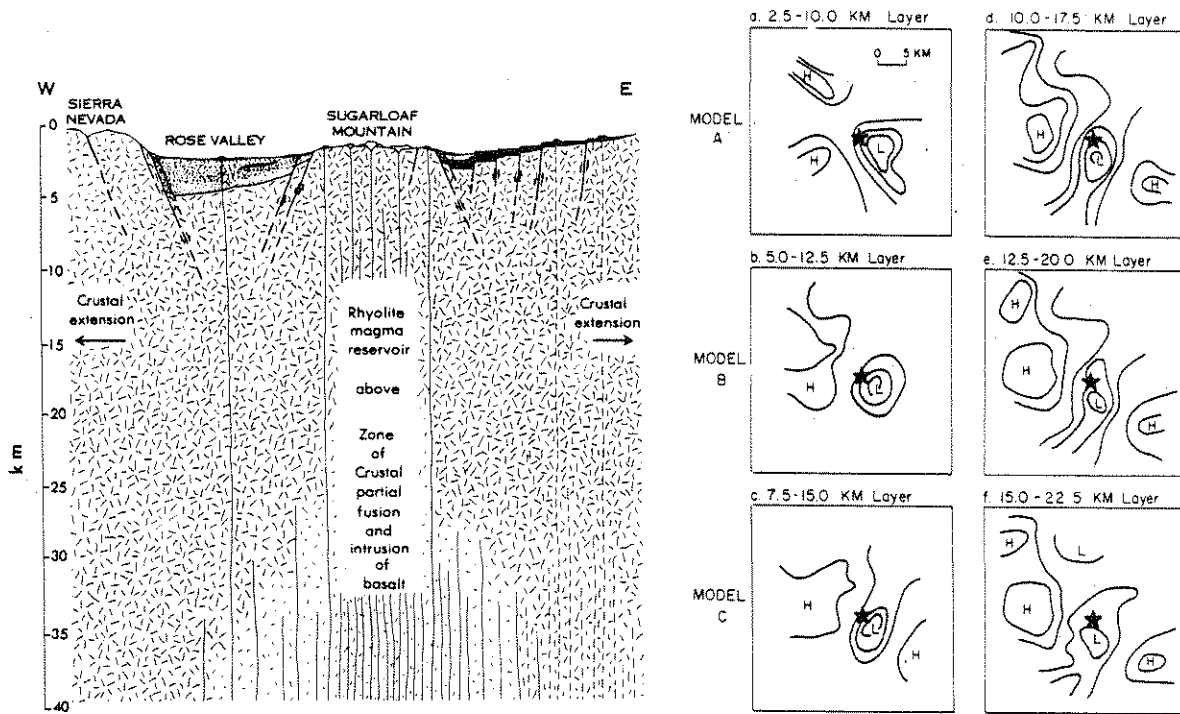 W
E
SIERRA
NEVADA
ROSE VALLEY
SUGARLOAF
MOUNTAIN
0
5
10
15
20
25
30
35
40
km
Crustal
extension
Rhyolite
magma
reservoir
above
Zone
of
Crustal
partial
fusion
and
intrusion
of
basalt
Crustal
extension
a. 2.5-10.0 KM Layer
0 5 KM
H
H
L
MODEL
A
d. 10.0-17.5 KM Layer
H
L
H
b. 5.0-12.5 KM Layer
H
L
MODEL
B
e. 12.5-20.0 KM Layer
H
H
L
H
c. 7.5-15.0 KM Layer
H
L
H
MODEL
C
f. 15.0-22.5 KM Layer
H
L
H
L
H